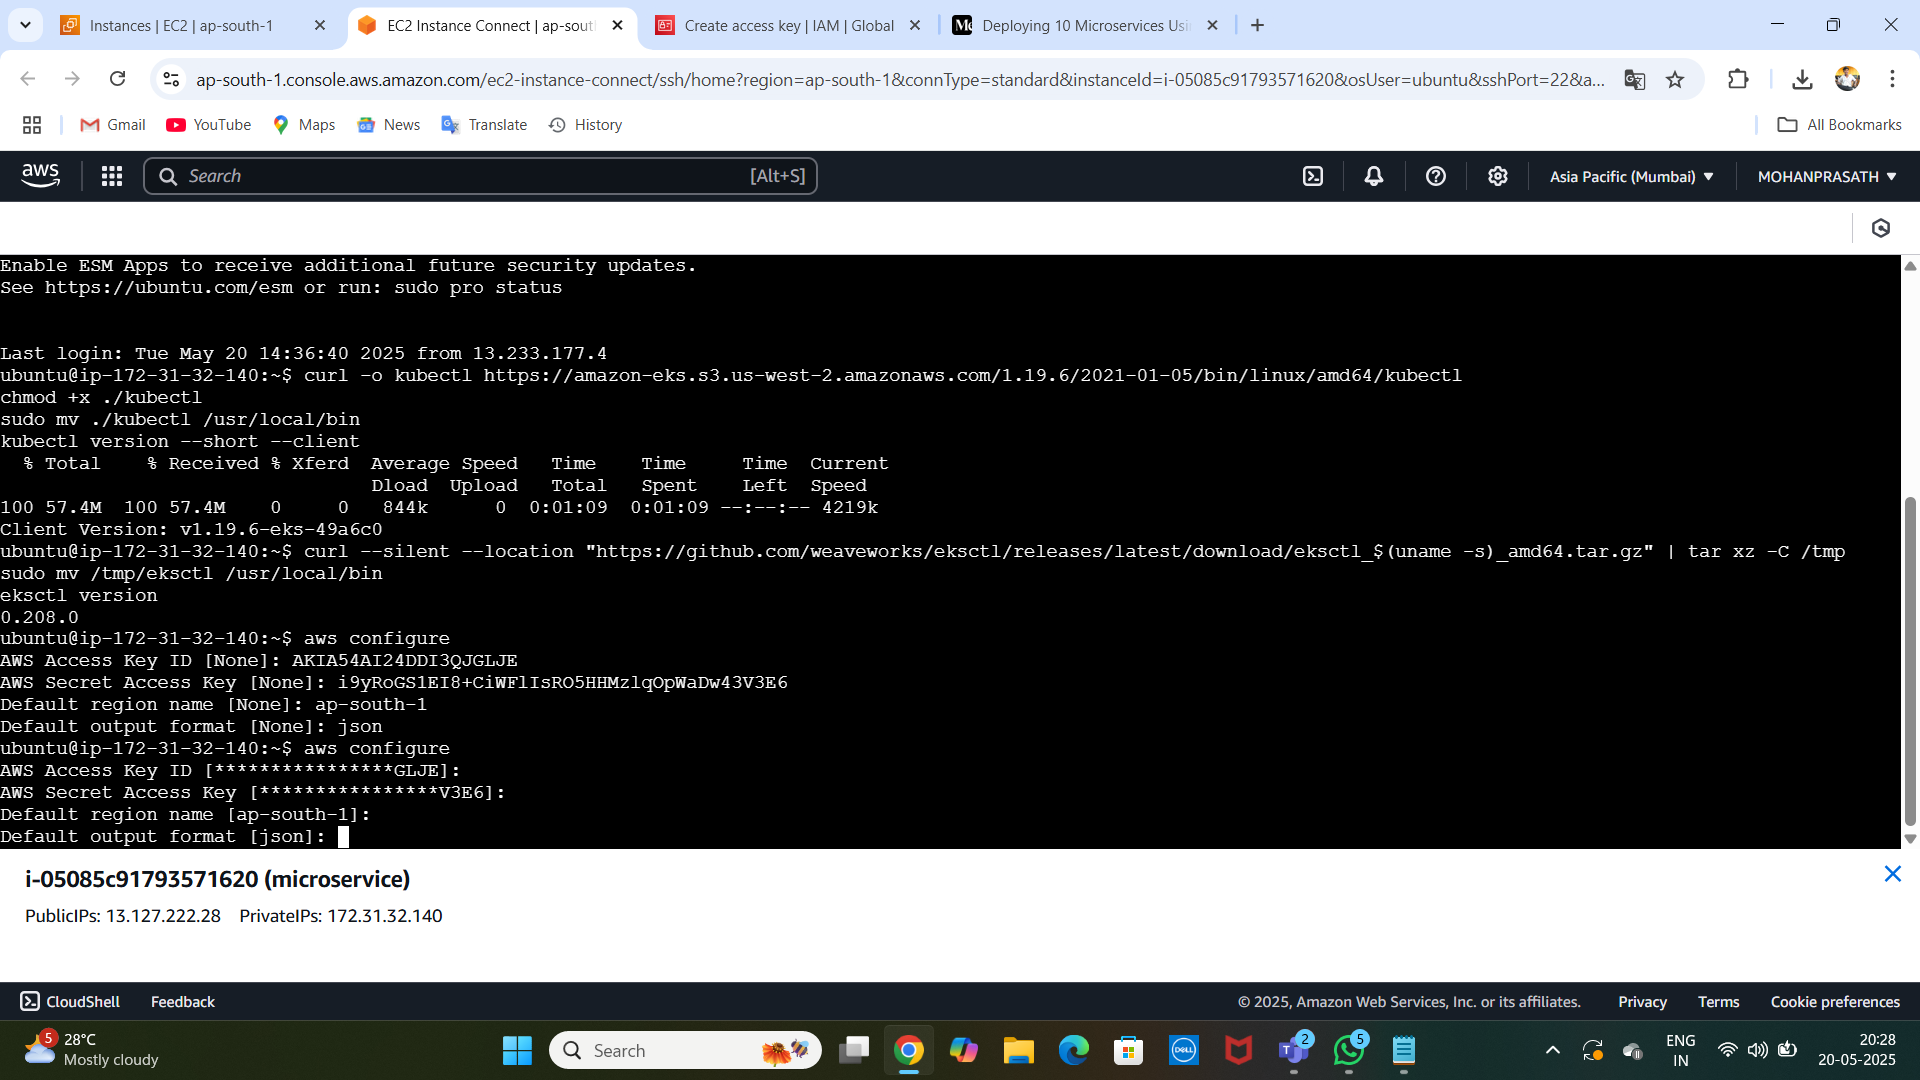 Instances | EC2 | ap-south-1
EC2 Instance Connect | ap-sout
Create access key | IAM | Global
Deploying 10 Microservices Usi
ap-south-1.console.aws.amazon.com/ec2-instance-connect/ssh/home?region=ap-south-1&connType=standard&instanceId=i-05085c91793571620&osUser=ubuntu&sshPort=22&a...
Gmail
YouTube
Maps
News
Translate
History
All Bookmarks
aws
Search
[Alt+S]
Asia Pacific (Mumbai)
MOHANPRASATH
Enable ESM Apps to receive additional future security updates.
See https://ubuntu.com/esm or run: sudo pro status
Last login: Tue May 20 14:36:40 2025 from 13.233.177.4
ubuntu@ip-172-31-32-140:~$ curl -o kubectl https://amazon-eks.s3.us-west-2.amazonaws.com/1.19.6/2021-01-05/bin/linux/amd64/kubectl
chmod +x ./kubectl
sudo mv ./kubectl /usr/local/bin
kubectl version --short --client
% Total % Received % Xferd Average Speed Time Time Time Current
Dload Upload Total Spent Left Speed
100 57.4M 100 57.4M 0 0 844k 0 0:01:09 0:01:09 --:--:-- 4219k
Client Version: v1.19.6-eks-49a6c0
ubuntu@ip-172-31-32-140:~$ curl --silent --location "https://github.com/weaveworks/eksctl/releases/latest/download/eksctl_$(uname -s)_amd64.tar.gz" | tar xz -C /tmp
sudo mv /tmp/eksctl /usr/local/bin
eksctl version
0.208.0
ubuntu@ip-172-31-32-140:~$ aws configure
AWS Access Key ID [None]: AKIA54AI24DDI3QJGLJE
AWS Secret Access Key [None]: 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
Default region name [None]: ap-south-1
Default output format [None]: json
ubuntu@ip-172-31-32-140:~$ aws configure
AWS Access Key ID [****************GLJE]:
AWS Secret Access Key [****************V3E6]:
Default region name [ap-south-1]:
Default output format [json]:
i-05085c91793571620 (microservice)
PublicIPs: 13.127.222.28 PrivateIPs: 172.31.32.140
CloudShell
Feedback
© 2025, Amazon Web Services, Inc. or its affiliates.
Privacy
Terms
Cookie preferences
5
28°C
Mostly cloudy
Search
DELL
2
5
ENG
IN
20:28
20-05-2025